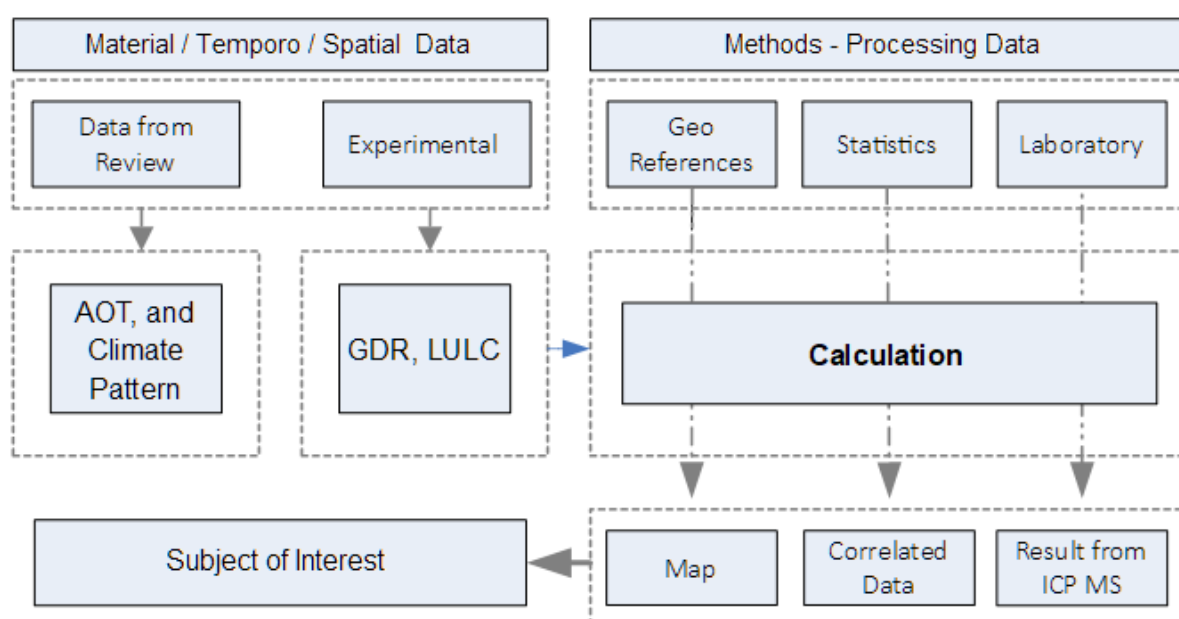 Material / Temporo / Spatial Data
Methods - Processing Data
Data from
Review
Experimental
Geo
References
Statistics
Laboratory
AOT, and
Climate
Pattern
GDR, LULC
Calculation
Subject of Interest
Map
Correlated
Data
Result from
ICP MS